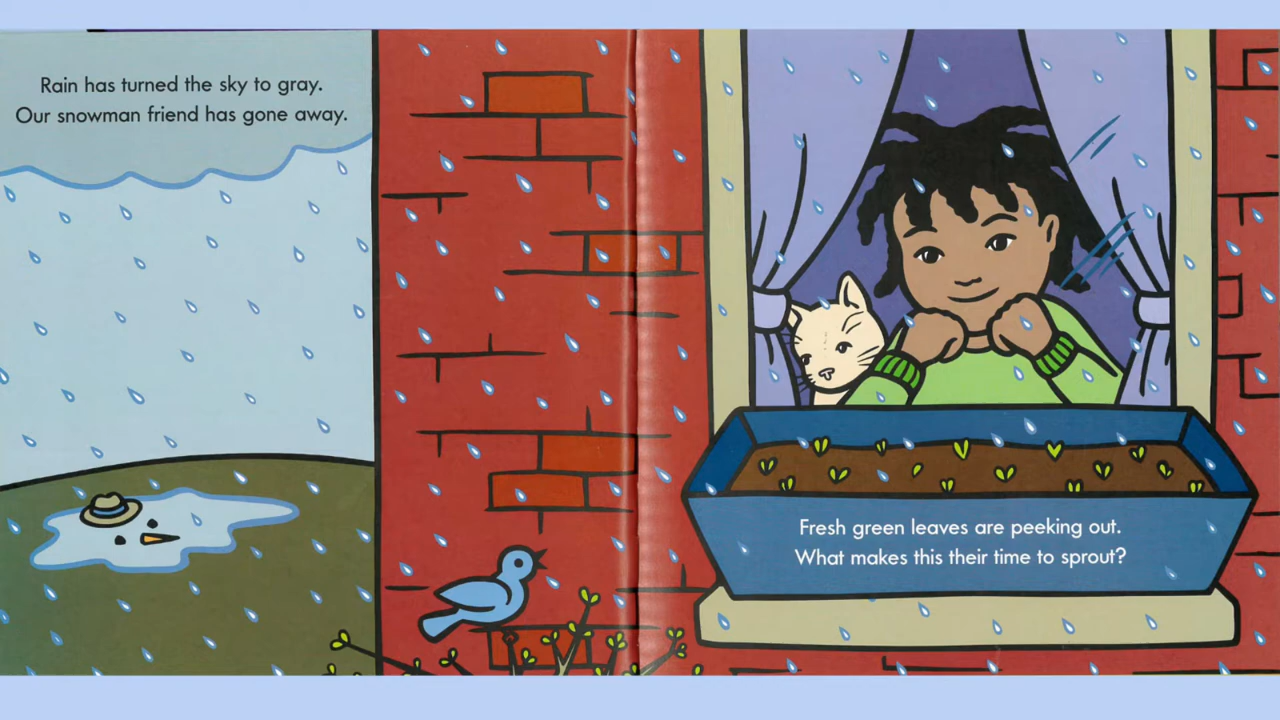 Rain has turned the sky to gray.
Our snowman friend has gone away.
Fresh green leaves are peeking out.
What makes this their time to sprout?